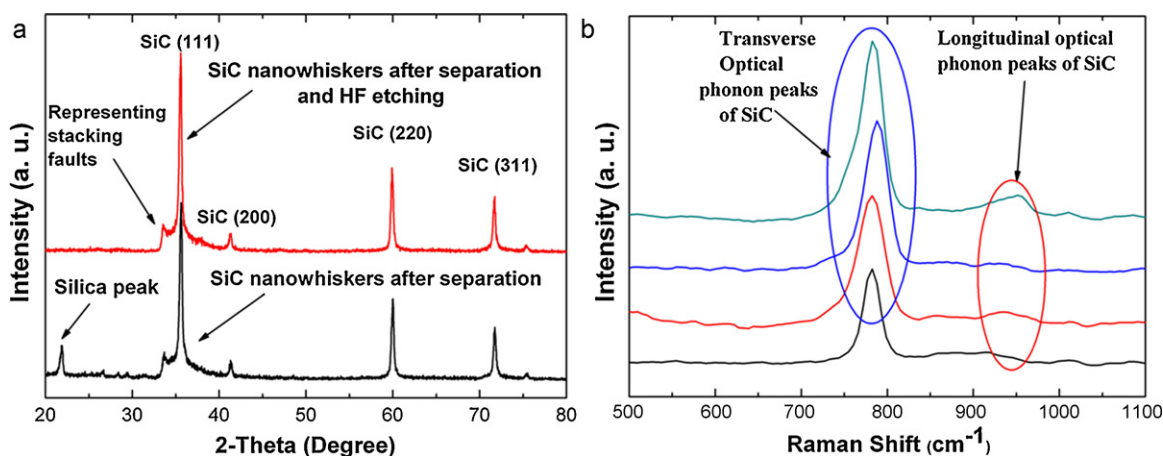 a
SiC (111)
SiC nanowhiskers after separation
and HF etching
Representing
stacking
faults
SiC (220)
SiC (311)
SiC (200)
SiC nanowhiskers after separation
Silica peak
Intensity (a. u.)
20 30 40 50 60 70 80
2-Theta (Degree)
b
Transverse
Optical
phonon peaks
of SiC
Longitudinal optical
phonon peaks of SiC
Intensity (a. u.)
500 600 700 800 900 1000 1100
Raman Shift (cm⁻¹)